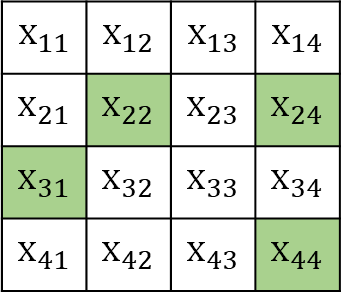 X₁₁ X₁₂ X₁₃ X₁₄
X₂₁ X₂₂ X₂₃ X₂₄
X₃₁ X₃₂ X₃₃ X₃₄
X₄₁ X₄₂ X₄₃ X₄₄